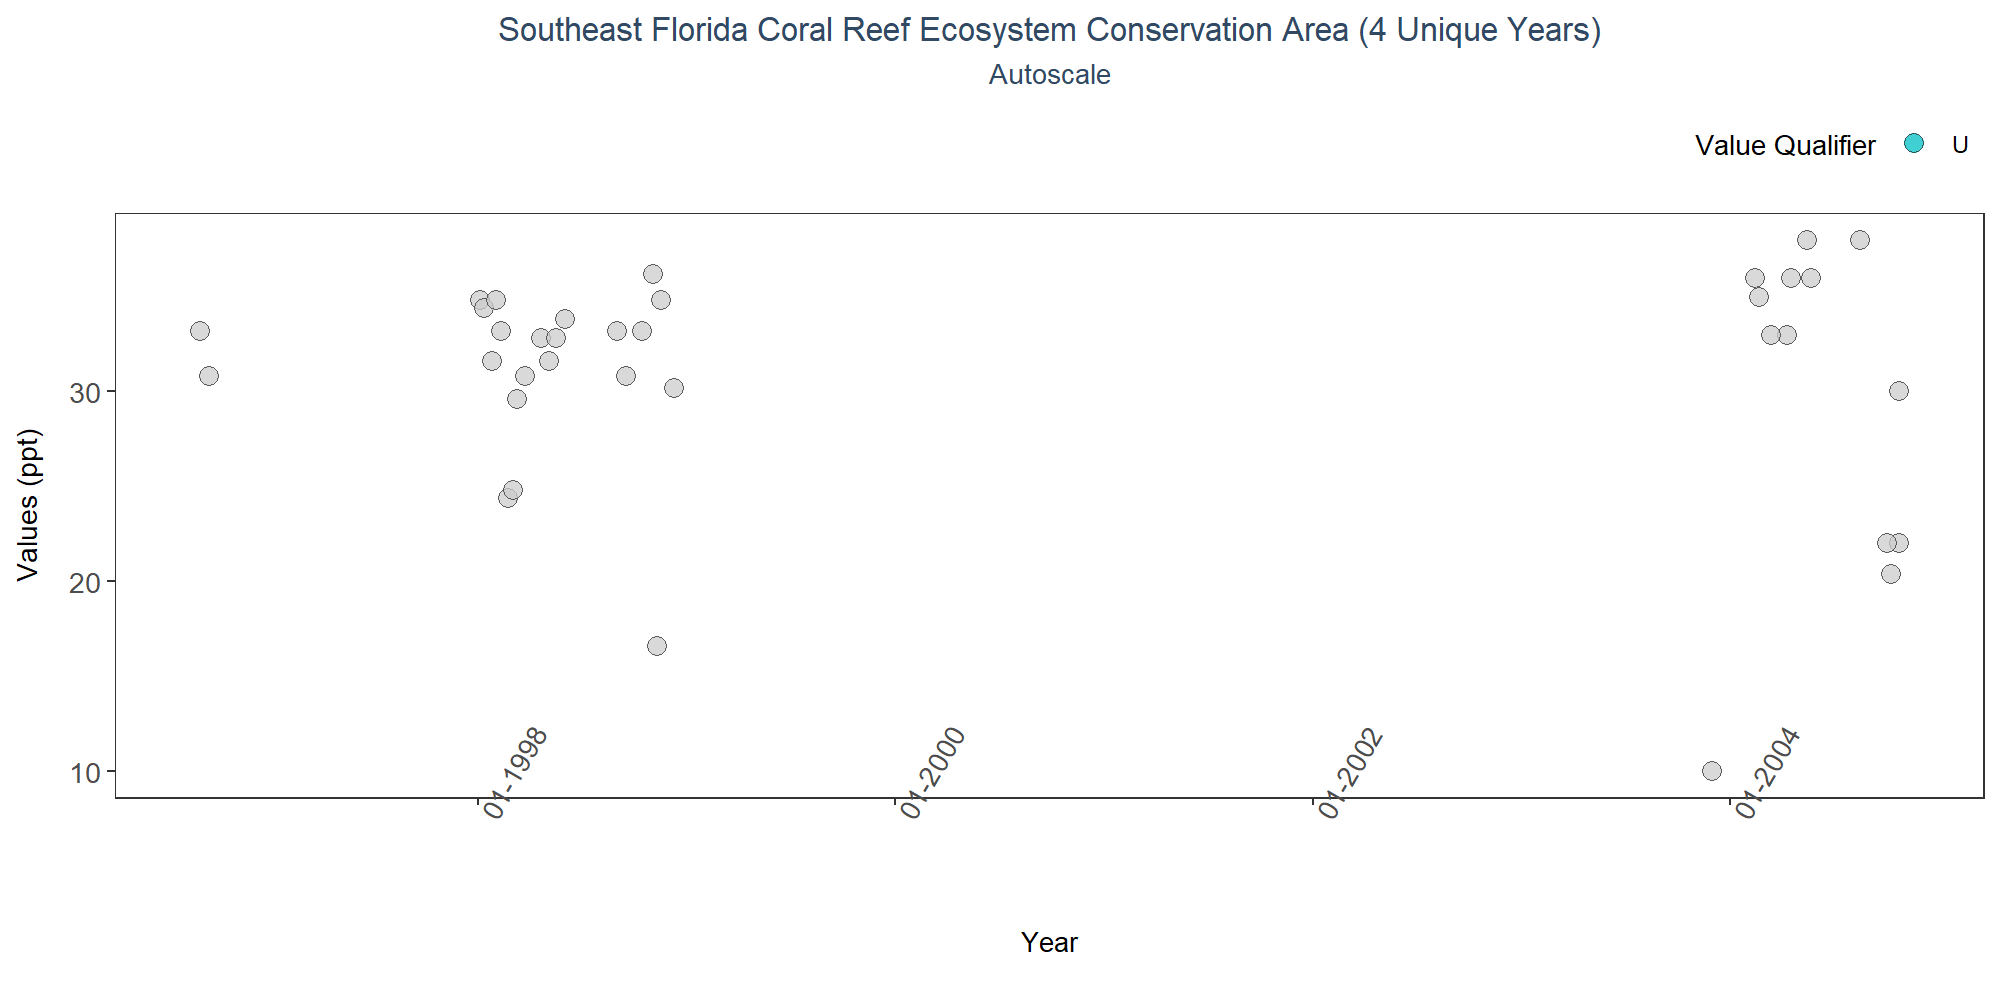 Southeast Florida Coral Reef Ecosystem Conservation Area (4 Unique Years)
Autoscale
Value Qualifier U
Values (ppt)
30
20
10
01-1998
01-2000
01-2002
01-2004
Year